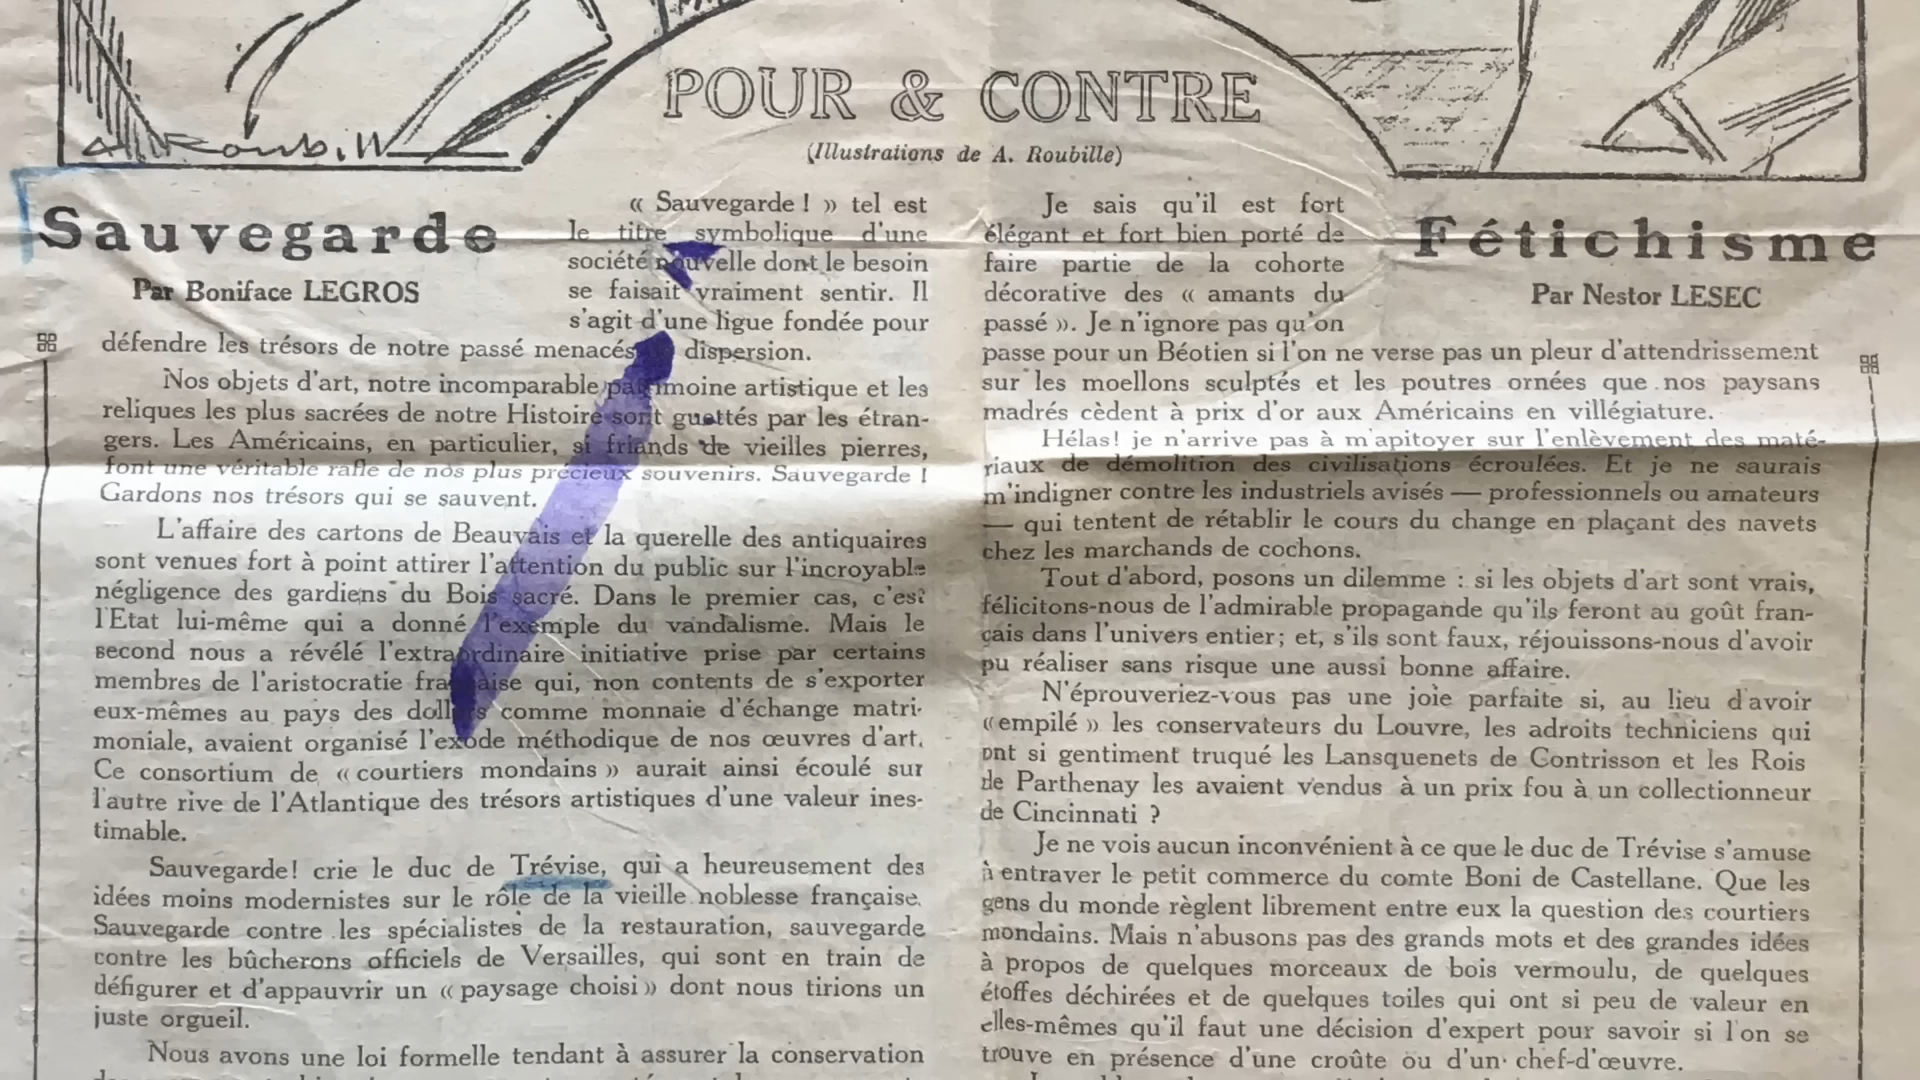 A. Roubille
POUR & CONTRE
(Illustrations de A. Roubille)
Sauvegarde
Par Boniface LEGROS
« Sauvegarde ! » tel est
le titre symbolique d'une
société nouvelle dont le besoin
se faisait vraiment sentir. Il
s'agit d'une ligue fondée pour
défendre les trésors de notre passé menacés dispersion.
Nos objets d'art, notre incomparable patrimoine artistique et les
reliques les plus sacrées de notre Histoire sont guettés par les étran-
gers. Les Américains, en particulier, si friands de vieilles pierres,
font une véritable rafle de nos plus précieux souvenirs. Sauvegarde !
Gardons nos trésors qui se sauvent.
L'affaire des cartons de Beauvais et la querelle des antiquaires
sont venues fort à point attirer l'attention du public sur l'incroyable
négligence des gardiens du Bois sacré. Dans le premier cas, c'est
l'Etat lui-même qui a donné l'exemple du vandalisme. Mais le
second nous a révélé l'extraordinaire initiative prise par certains
membres de l'aristocratie française qui, non contents de s'exporter
eux-mêmes au pays des dollars comme monnaie d'échange matri-
moniale, avaient organisé l'exode méthodique de nos œuvres d'art.
Ce consortium de « courtiers mondains » aurait ainsi écoulé sur
l'autre rive de l'Atlantique des trésors artistiques d'une valeur ines-
timable.
Sauvegarde! crie le duc de Trévise, qui a heureusement des
idées moins modernistes sur le rôle de la vieille noblesse française.
Sauvegarde contre les spécialistes de la restauration, sauvegarde
contre les bûcherons officiels de Versailles, qui sont en train de
défigurer et d'appauvrir un « paysage choisi » dont nous tirions un
juste orgueil.
Nous avons une loi formelle tendant à assurer la conservation
Fétichisme
Par Nestor LESEC
Je sais qu'il est fort
élégant et fort bien porté de
faire partie de la cohorte
décorative des « amants du
passé ». Je n'ignore pas qu'on
passe pour un Béotien si l'on ne verse pas un pleur d'attendrissement
sur les moellons sculptés et les poutres ornées que nos paysans
madrés cèdent à prix d'or aux Américains en villégiature.
Hélas! je n'arrive pas à m'apitoyer sur l'enlèvement des maté-
riaux de démolition des civilisations écroulées. Et je ne saurais
m'indigner contre les industriels avisés — professionnels ou amateurs
— qui tentent de rétablir le cours du change en plaçant des navets
chez les marchands de cochons.
Tout d'abord, posons un dilemme : si les objets d'art sont vrais,
félicitons-nous de l'admirable propagande qu'ils feront au goût fran-
çais dans l'univers entier; et, s'ils sont faux, réjouissons-nous d'avoir
pu réaliser sans risque une aussi bonne affaire.
N'éprouveriez-vous pas une joie parfaite si, au lieu d'avoir
« empilé » les conservateurs du Louvre, les adroits techniciens qui
ont si gentiment truqué les Lansquenets de Contrisson et les Rois
de Parthenay les avaient vendus à un prix fou à un collectionneur
de Cincinnati ?
Je ne vois aucun inconvénient à ce que le duc de Trévise s'amuse
à entraver le petit commerce du comte Boni de Castellane. Que les
gens du monde règlent librement entre eux la question des courtiers
mondains. Mais n'abusons pas des grands mots et des grandes idées
à propos de quelques morceaux de bois vermoulu, de quelques
étoffes déchirées et de quelques toiles qui ont si peu de valeur en
elles-mêmes qu'il faut une décision d'expert pour savoir si l'on se
trouve en présence d'une croûte ou d'un chef-d'œuvre.